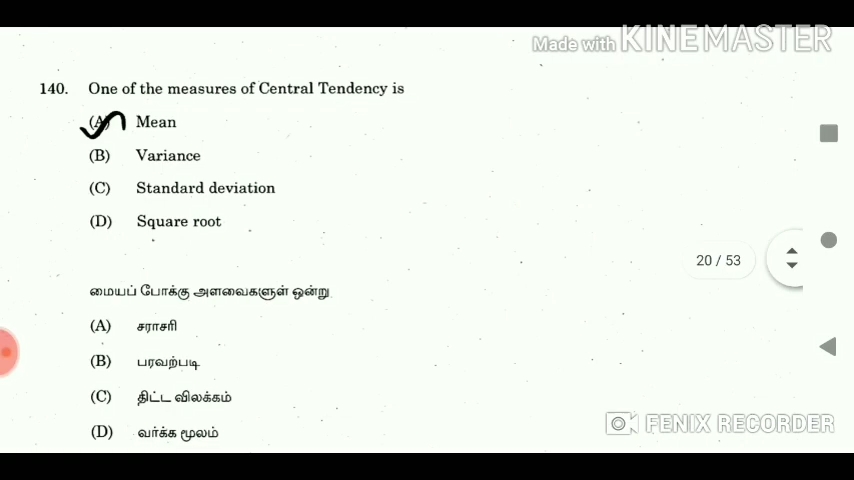 Made with KINEMASTER
140. One of the measures of Central Tendency is
(A) Mean
(B) Variance
(C) Standard deviation
(D) Square root
20 / 53
மையப் போக்கு அளவைகளுள் ஒன்று
(A) சராசரி
(B) பரவற்படி
(C) திட்ட விலக்கம்
(D) வர்க்க மூலம்
FENIX RECORDER